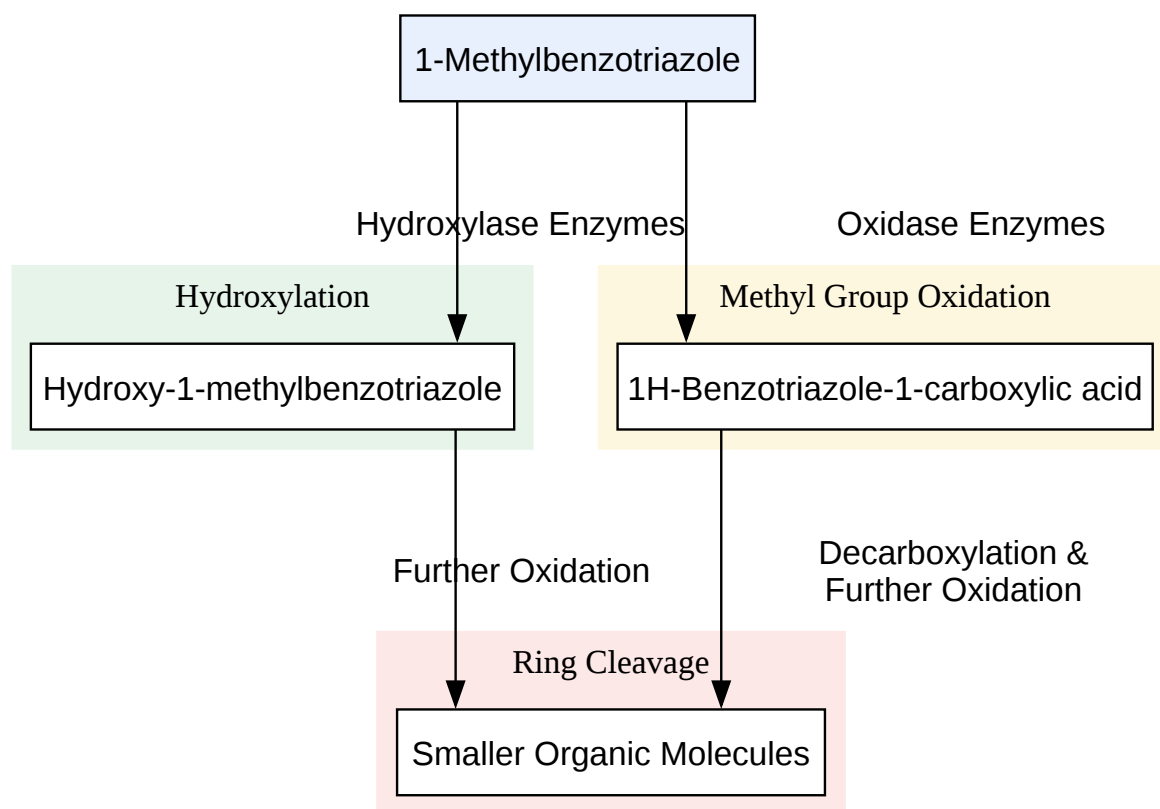 1-Methylbenzotriazole
Hydroxylase Enzymes
Oxidase Enzymes
Hydroxylation
Methyl Group Oxidation
Hydroxy-1-methylbenzotriazole
1H-Benzotriazole-1-carboxylic acid
Further Oxidation
Decarboxylation &
Further Oxidation
Ring Cleavage
Smaller Organic Molecules